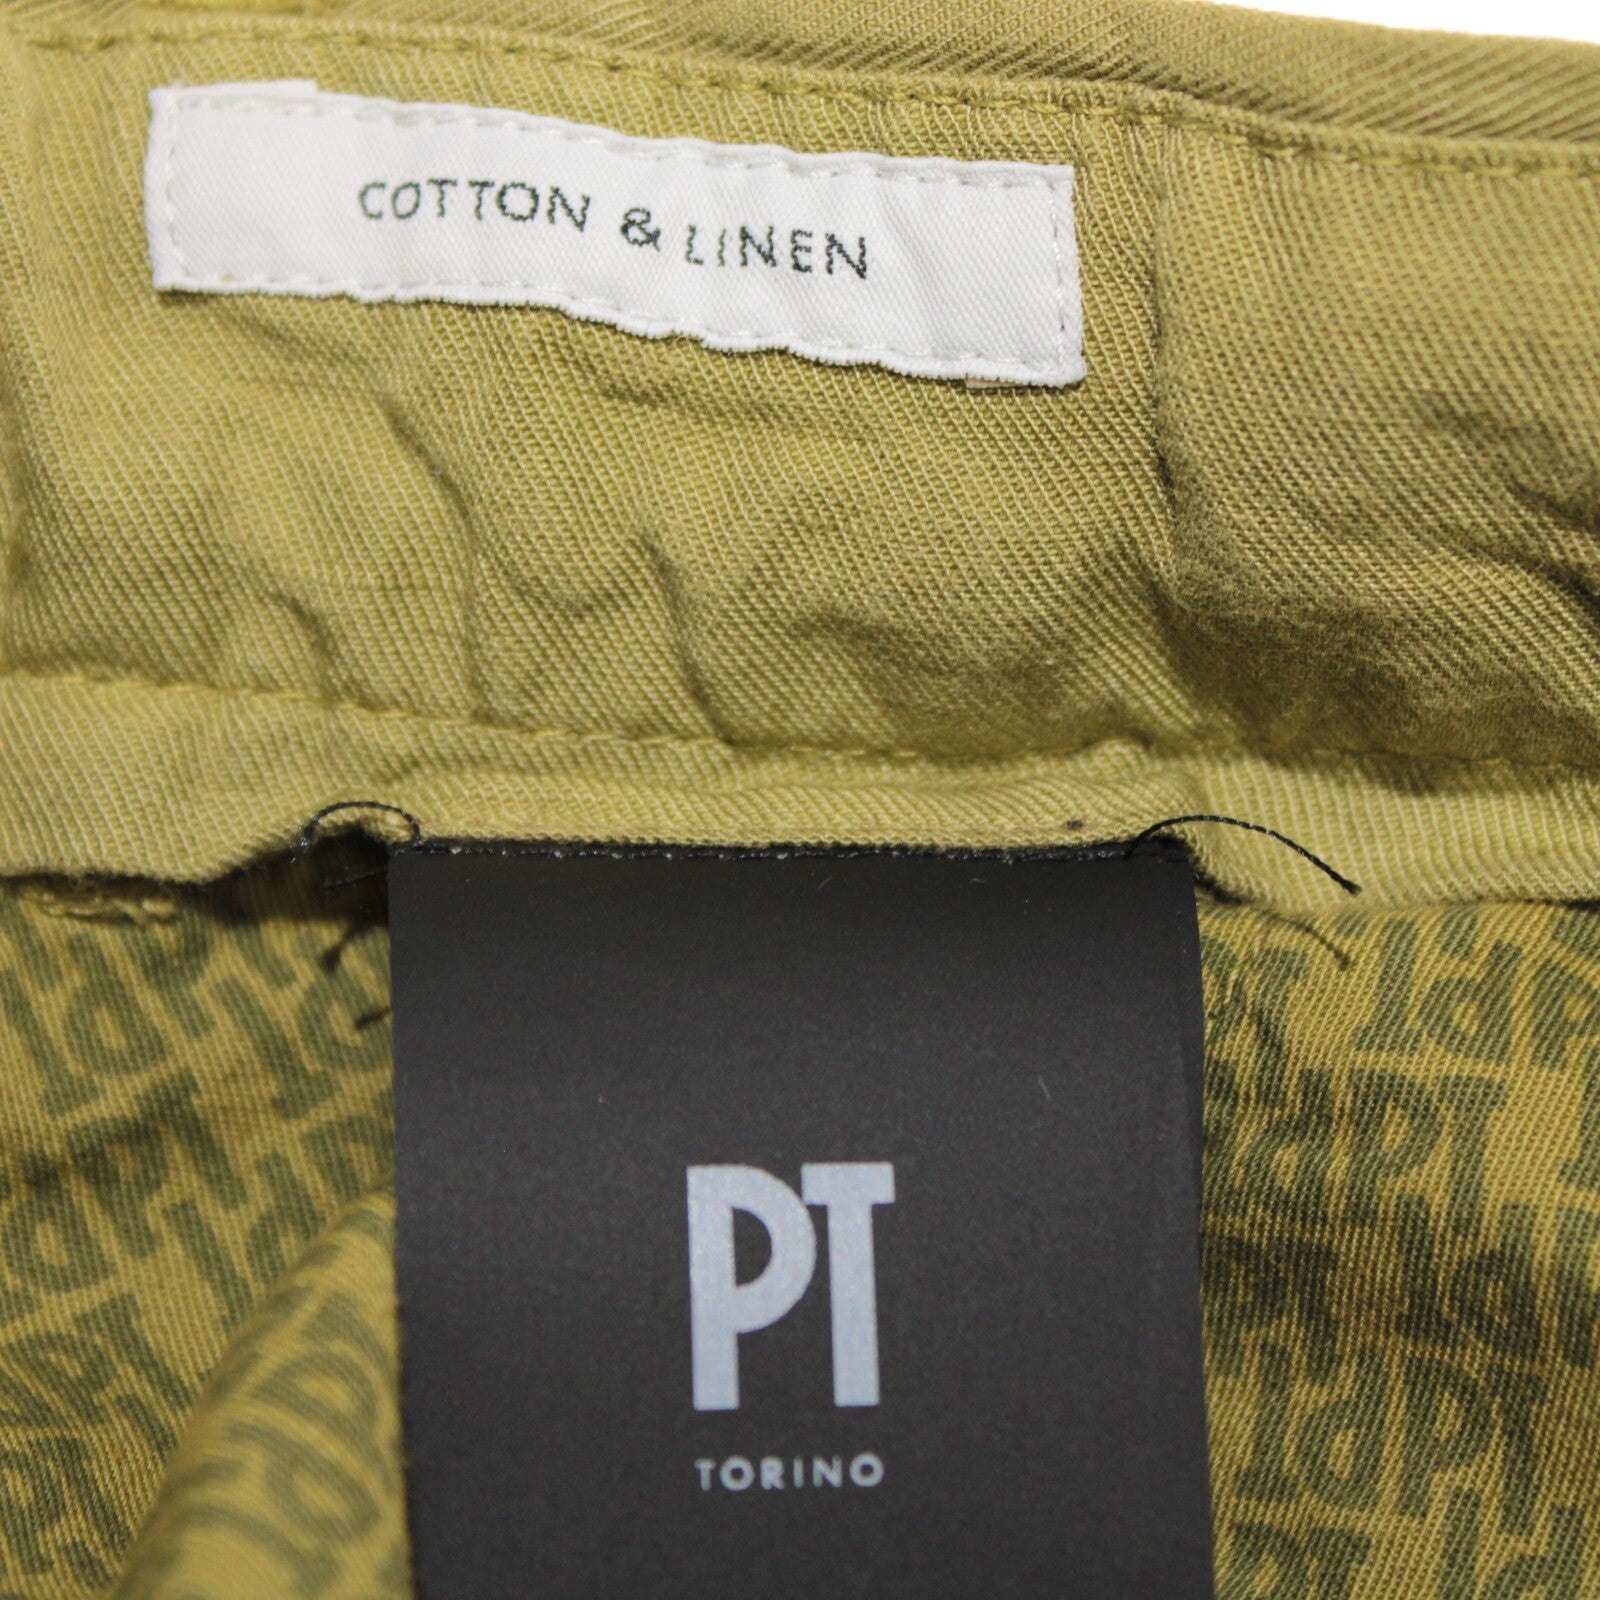 COTTON & LINEN
PT
TORINO